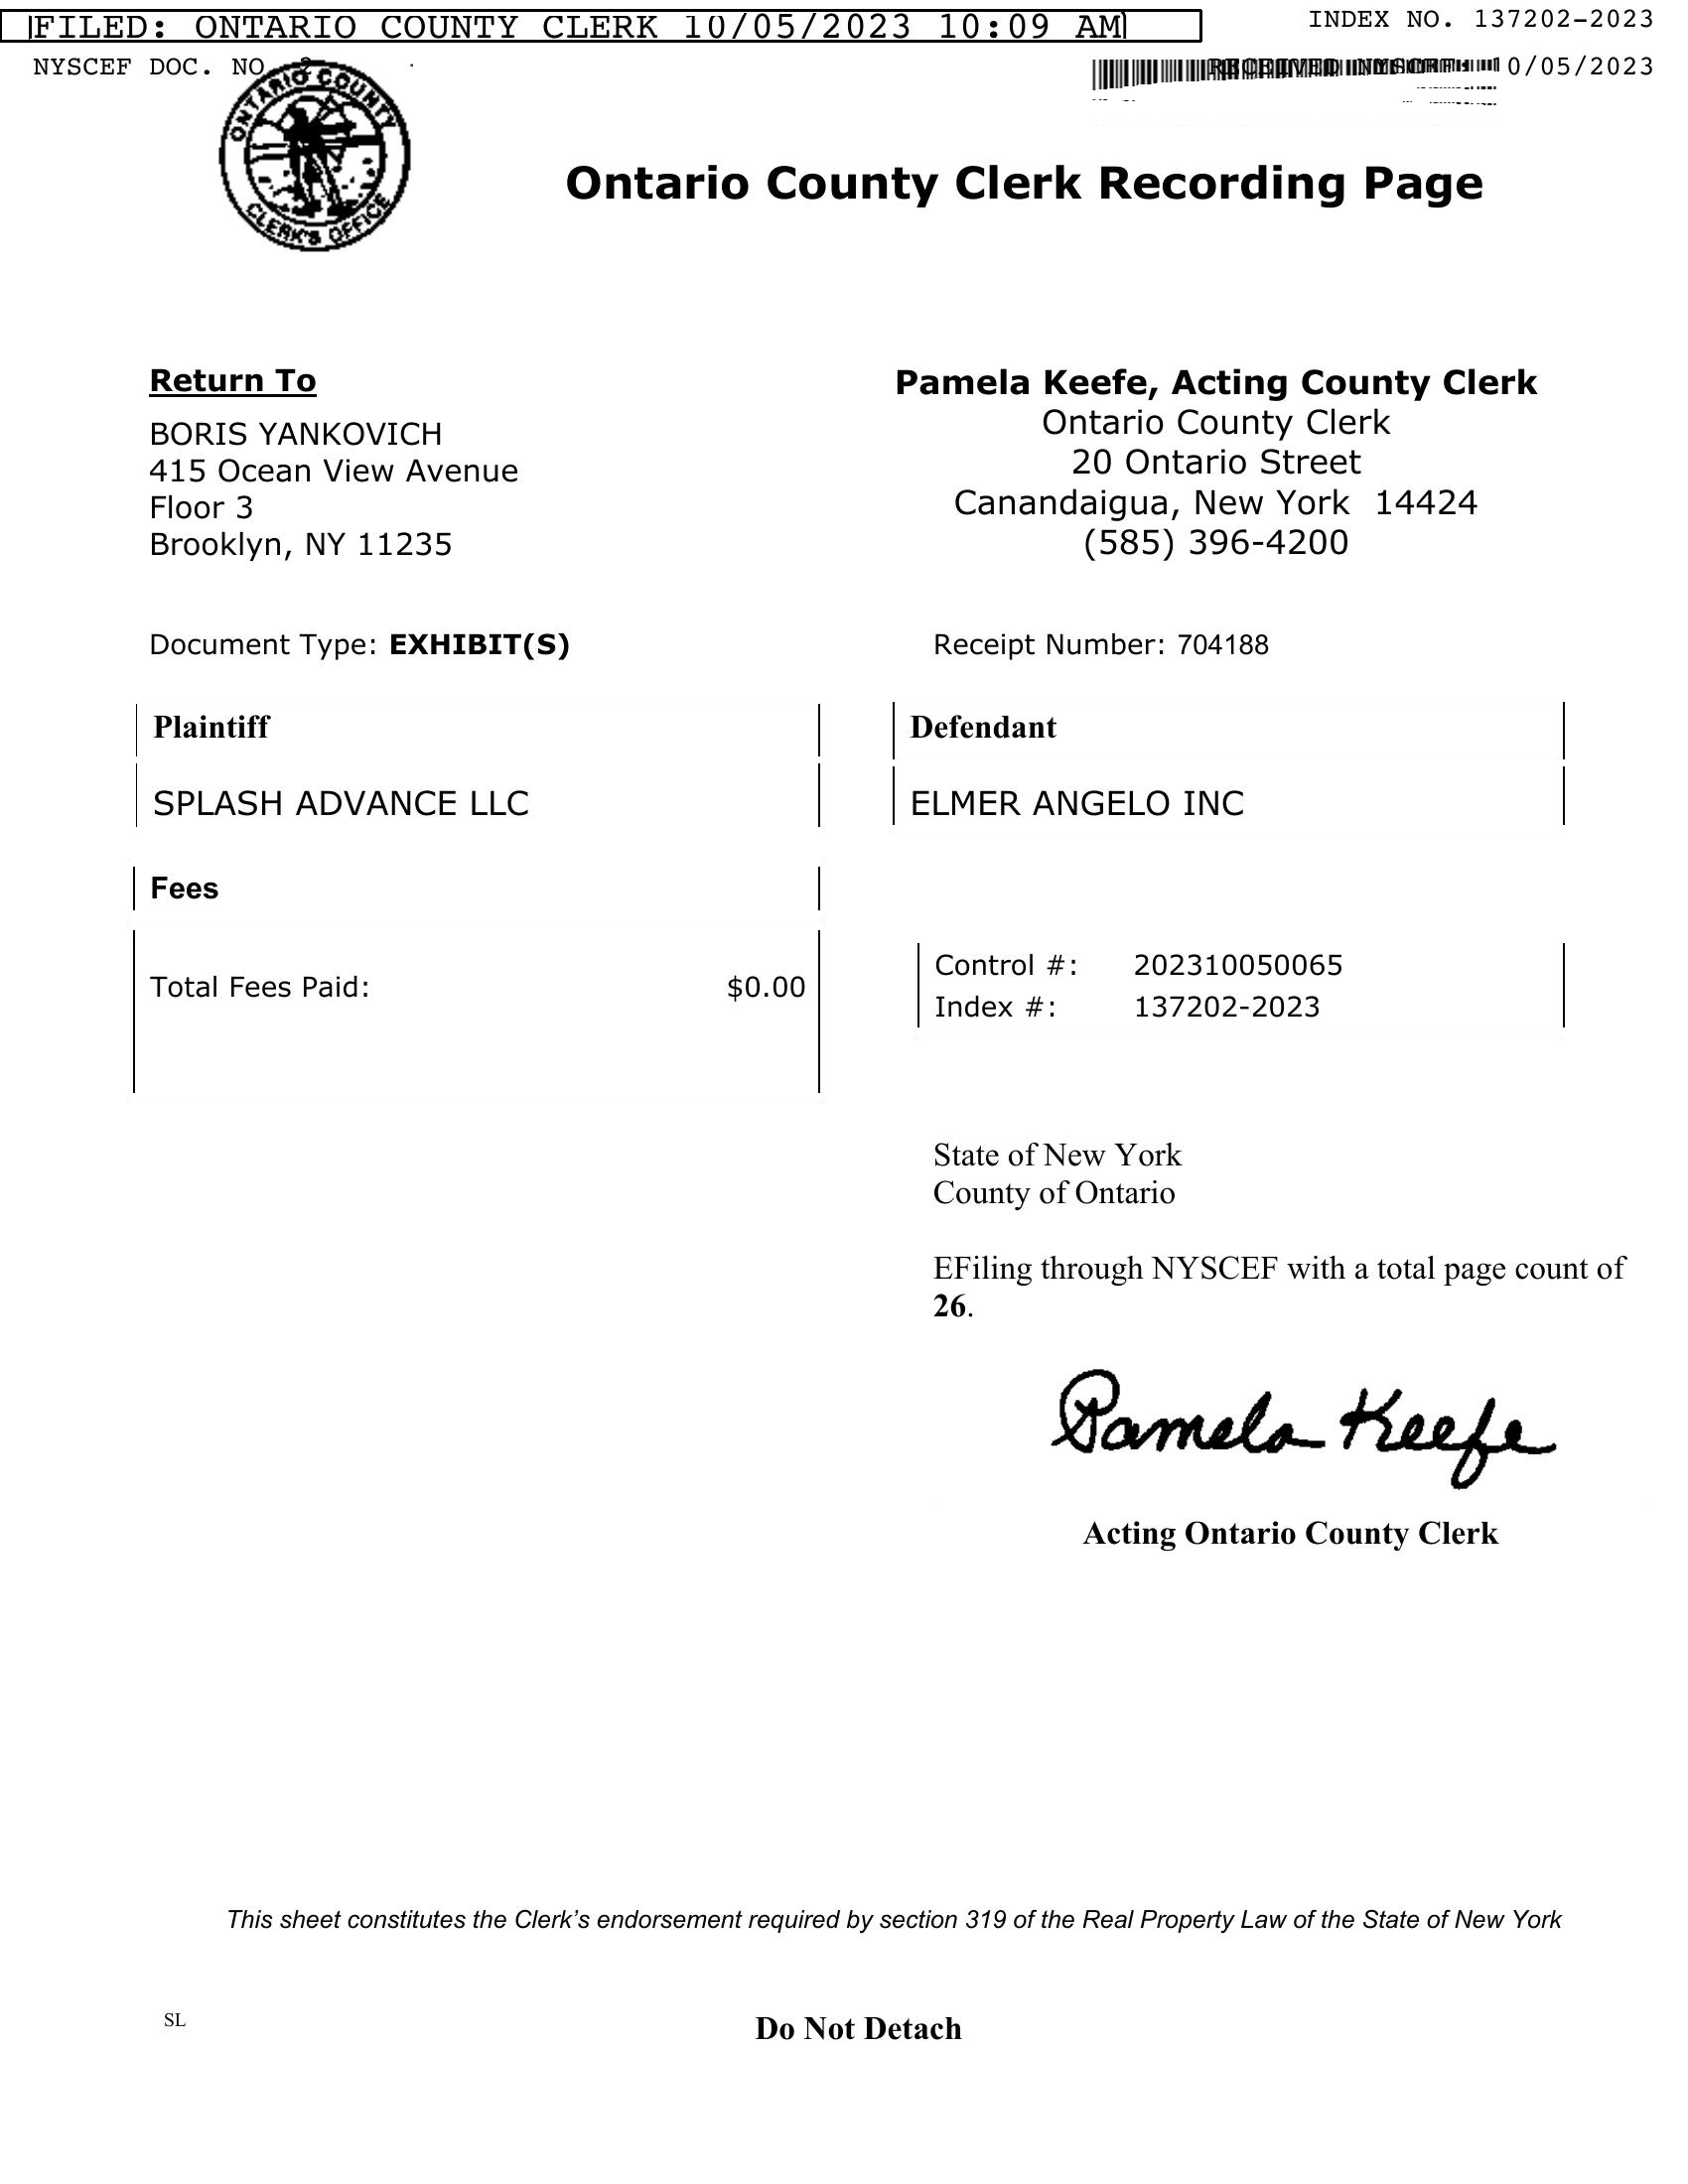 FILED: ONTARIO COUNTY CLERK 10/05/2023 10:09 AM
INDEX NO. 137202-2023
NYSCEF DOC. NO
RECEIVED NYSCEF: 10/05/2023
ONTARIO COUNTY
CLERK'S OFFICE
Ontario County Clerk Recording Page
Return To
BORIS YANKOVICH
415 Ocean View Avenue
Floor 3
Brooklyn, NY 11235
Pamela Keefe, Acting County Clerk
Ontario County Clerk
20 Ontario Street
Canandaigua, New York 14424
(585) 396-4200
Document Type: EXHIBIT(S)
Receipt Number: 704188
Plaintiff
SPLASH ADVANCE LLC
Defendant
ELMER ANGELO INC
Fees
Total Fees Paid: $0.00
Control #: 202310050065
Index #: 137202-2023
State of New York
County of Ontario
EFiling through NYSCEF with a total page count of
26.
Pamela Keefe
Acting Ontario County Clerk
This sheet constitutes the Clerk’s endorsement required by section 319 of the Real Property Law of the State of New York
SL
Do Not Detach